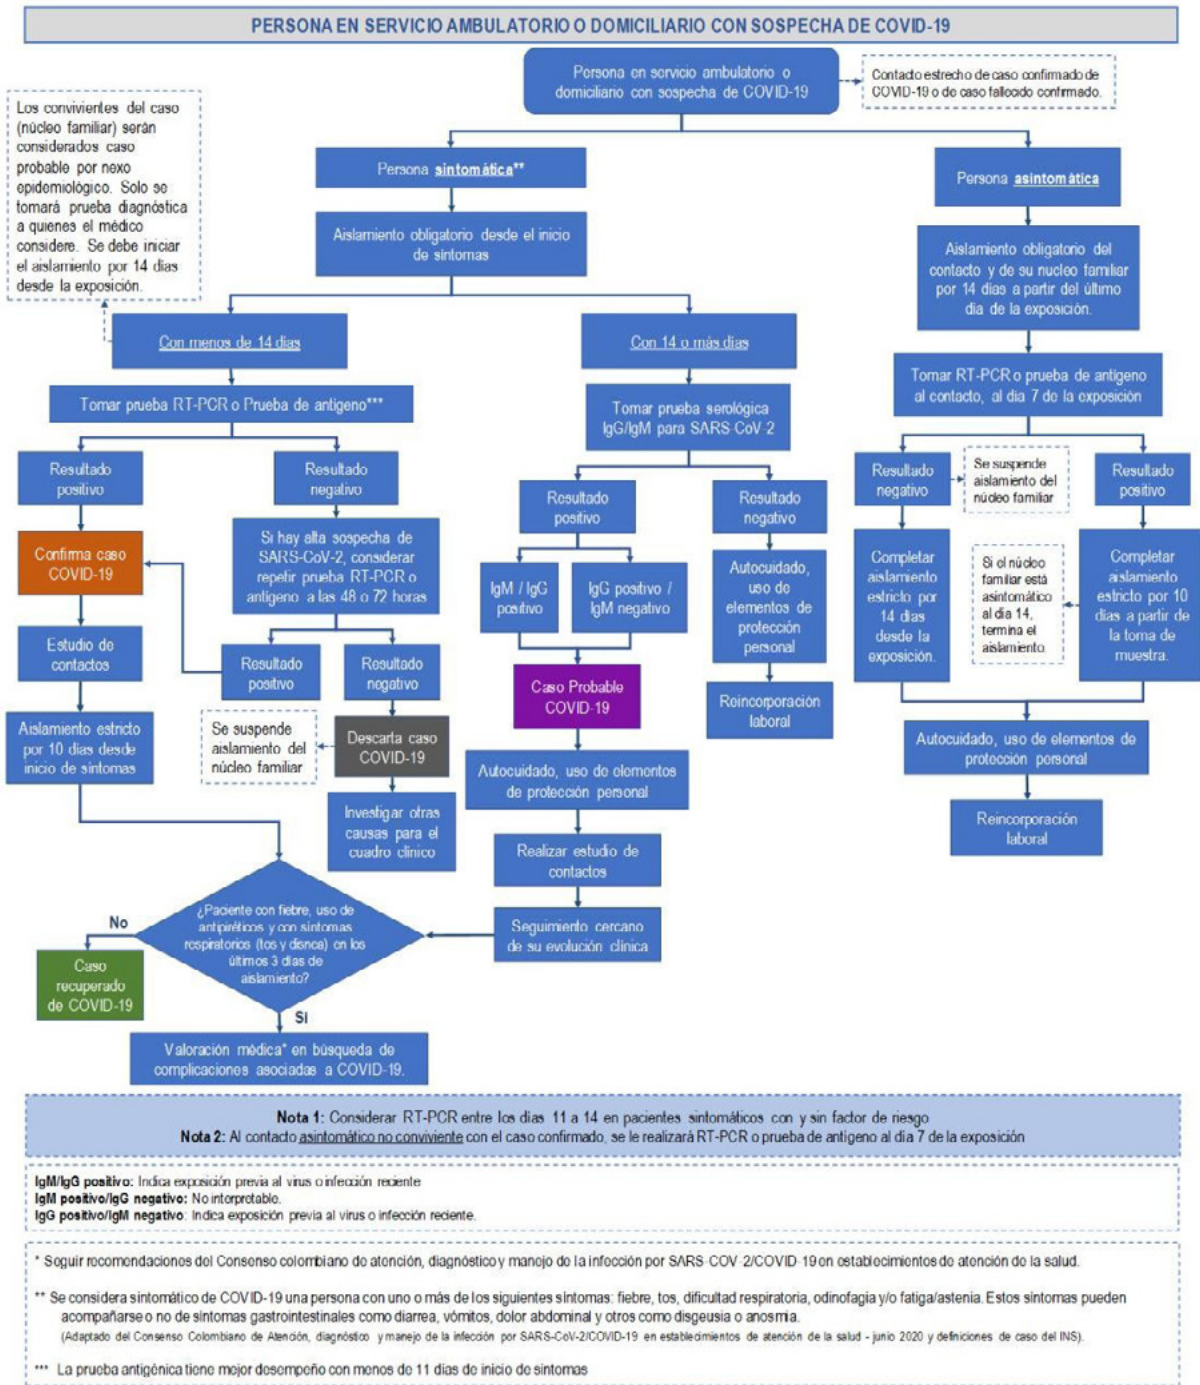 PERSONA EN SERVICIO AMBULATORIO O DOMICILIARIO CON SOSPECHA DE COVID-19
Persona en servicio ambulatorio o
domiciliario con sospecha de COVID-19
Contacto estrecho de caso confirmado de
COVID-19 o de caso fallecido confirmado.
Los convivientes del caso
(núcleo familiar) serán
considerados caso
probable por nexo
epidemiológico. Solo se
tomará prueba diagnóstica
a quienes el médico
considere. Se debe iniciar
el aislamiento por 14 días
desde la exposición.
Persona sintomática**
Persona asintomática
Aislamiento obligatorio desde el inicio
de síntomas
Aislamiento obligatorio del
contacto y de su nucleo familiar
por 14 días a partir del último
día de la exposición.
Con menos de 14 días
Con 14 o más días
Tomar prueba RT-PCR o Prueba de antígeno***
Tomar prueba serológica
IgG/IgM para SARS-CoV-2
Tomar RT-PCR o prueba de antígeno
al contacto, al día 7 de la exposición
Resultado
positivo
Resultado
negativo
Resultado
positivo
Resultado
negativo
Resultado
negativo
Se suspende
aislamiento del
núcleo familiar
Resultado
positivo
Confirma caso
COVID-19
Si hay alta sospecha de
SARS-CoV-2, considerar
repetir prueba RT-PCR o
antígeno a las 48 o 72 horas
IgM / IgG
positivo
IgG positivo /
IgM negativo
Autocuidado,
uso de
elementos de
protección
personal
Completar
aislamiento
estricto por
14 días
desde la
exposición.
Si el núcleo
familiar está
asintomático
al día 14,
termina el
aislamiento.
Completar
aislamiento
estricto por 10
días a partir de
la toma de
muestra.
Estudio de
contactos
Resultado
positivo
Resultado
negativo
Caso Probable
COVID-19
Reincorporación
laboral
Aislamiento estricto
por 10 días desde
inicio de síntomas
Se suspende
aislamiento del
núcleo familiar
Descarta caso
COVID-19
Autocuidado, uso de elementos
de protección personal
Autocuidado, uso de elementos de
protección personal
Investigar otras
causas para el
cuadro clínico
Realizar estudio de
contactos
Reincorporación
laboral
¿Paciente con fiebre, uso de
antipiréticos y con síntomas
respiratorios (tos y disnea) en los
últimos 3 días de
aislamiento?
Seguimiento cercano
de su evolución clínica
No
Caso
recuperado
de COVID-19
Si
Valoración médica* en búsqueda de
complicaciones asociadas a COVID-19.
Nota 1: Considerar RT-PCR entre los días 11 a 14 en pacientes sintomáticos con y sin factor de riesgo
Nota 2: Al contacto asintomático no conviviente con el caso confirmado, se le realizará RT-PCR o prueba de antígeno al día 7 de la exposición
IgM/IgG positivo: Indica exposición previa al virus o infección reciente
IgM positivo/IgG negativo: No interpretable.
IgG positivo/IgM negativo: Indica exposición previa al virus o infección reciente.
* Seguir recomendaciones del Consenso colombiano de atención, diagnóstico y manejo de la infección por SARS-COV-2/COVID-19 en establecimientos de atención de la salud.
** Se considera sintomático de COVID-19 una persona con uno o más de los siguientes síntomas: fiebre, tos, dificultad respiratoria, odinofagia y/o fatiga/astenia. Estos síntomas pueden
acompañarse o no de síntomas gastrointestinales como diarrea, vómitos, dolor abdominal y otros como disgeusia o anosmia.
(Adaptado del Consenso Colombiano de Atención, diagnóstico y manejo de la infección por SARS-CoV-2/COVID-19 en establecimientos de atención de la salud - junio 2020 y definiciones de caso del INS).
*** La prueba antigénica tiene mejor desempeño con menos de 11 días de inicio de síntomas